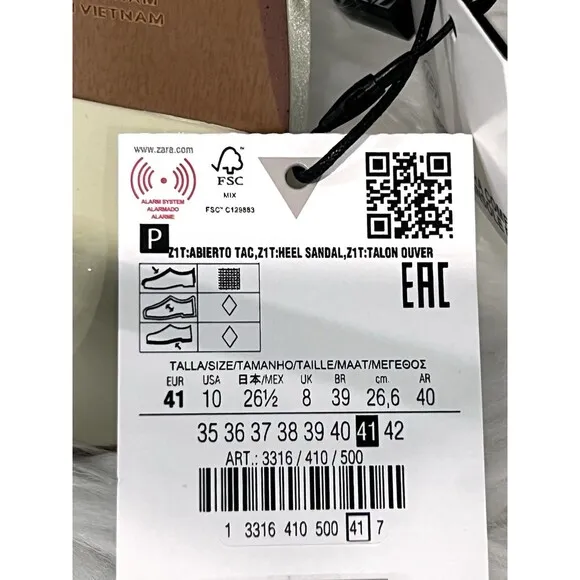 VIETNAM
www.zara.com
ALARM SYSTEM
ALARMADO
ALARME
FSC
MIX
FSC™ C129883
P
Z1T:ABIERTO TAC,Z1T:HEEL SANDAL,Z1T:TALON OUVER
EAC
TALLA/SIZE/TAMANHO/TAILLE/MAAT/ΜΕΓΕΘΟΣ
EUR USA 日本/MEX UK BR cm. AR
41 10 26½ 8 39 26,6 40
35 36 37 38 39 40 41 42
ART.: 3316/410/500
1 3316 410 500 41 7